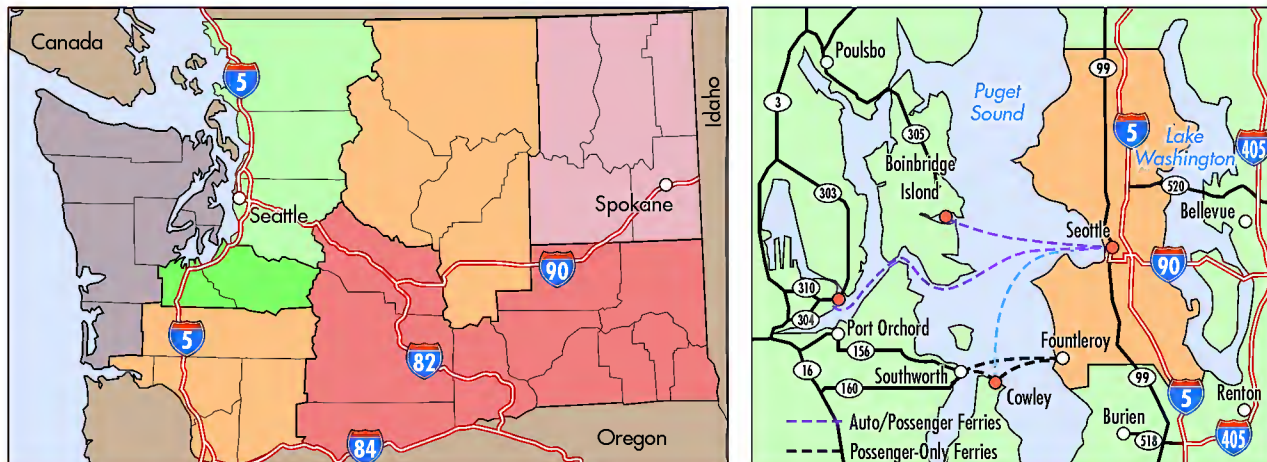 Canada
5
Idaho
Seattle
Spokane
90
5
82
84
Oregon
Poulsbo
99
3
Puget
Sound
305
5
Lake
Washington
405
Boinbridge
Island
303
520
Bellevue
Seottle
90
310
304
Port Orchord
Fountleroy
156
16
Southworth
160
Cowley
99
5
Renton
Auto/Possenger Ferries
Burien
518
405
Possenger-Only Ferries